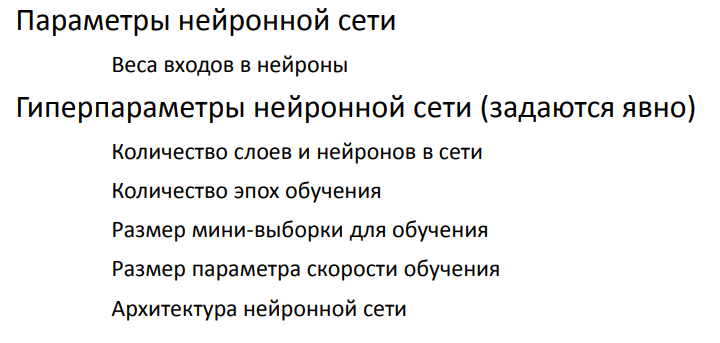 Параметры нейронной сети
Веса входов в нейроны
Гиперпараметры нейронной сети (задаются явно)
Количество слоев и нейронов в сети
Количество эпох обучения
Размер мини-выборки для обучения
Размер параметра скорости обучения
Архитектура нейронной сети